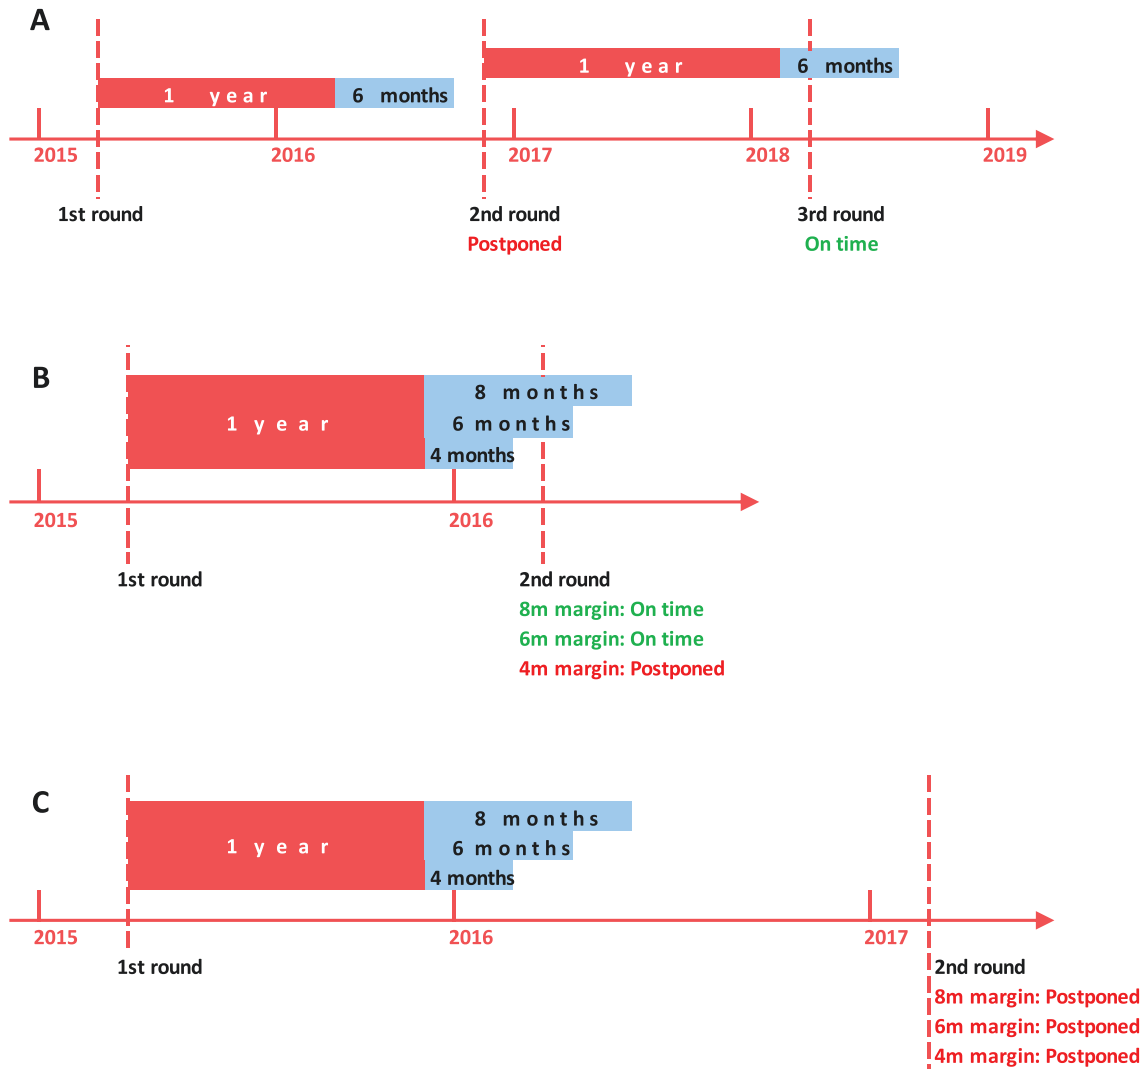 A
1 year 6 months
1 year 6 months
2015 2016 2017 2018 2019
1st round 2nd round 3rd round
Postponed On time
B
8 months
1 year 6 months
4 months
2015 2016
1st round 2nd round
8m margin: On time
6m margin: On time
4m margin: Postponed
C
8 months
1 year 6 months
4 months
2015 2016 2017
1st round 2nd round
8m margin: Postponed
6m margin: Postponed
4m margin: Postponed